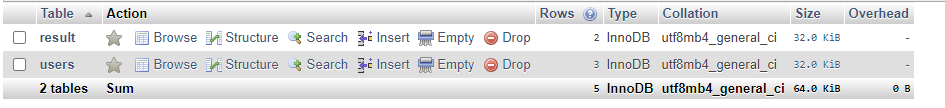 Table Action Rows Type Collation Size Overhead
result Browse Structure Search Insert Empty Drop 2 InnoDB utf8mb4_general_ci 32.0 KiB -
users Browse Structure Search Insert Empty Drop 3 InnoDB utf8mb4_general_ci 32.0 KiB -
2 tables Sum 5 InnoDB utf8mb4_general_ci 64.0 KiB 0 B